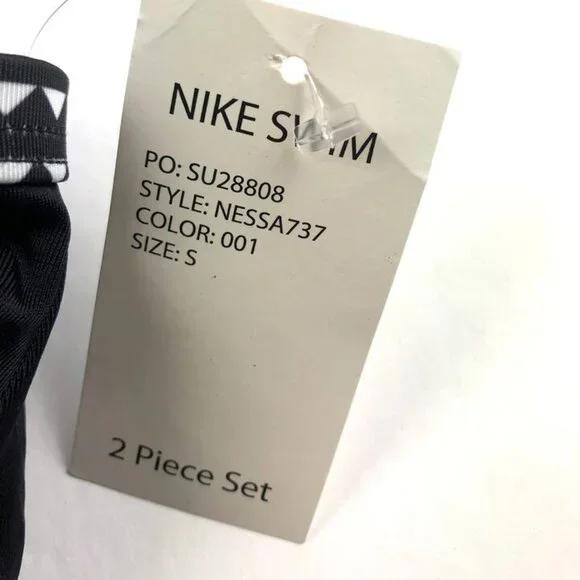 NIKE SWIM
PO: SU28808
STYLE: NESSA737
COLOR: 001
SIZE: S
2 Piece Set